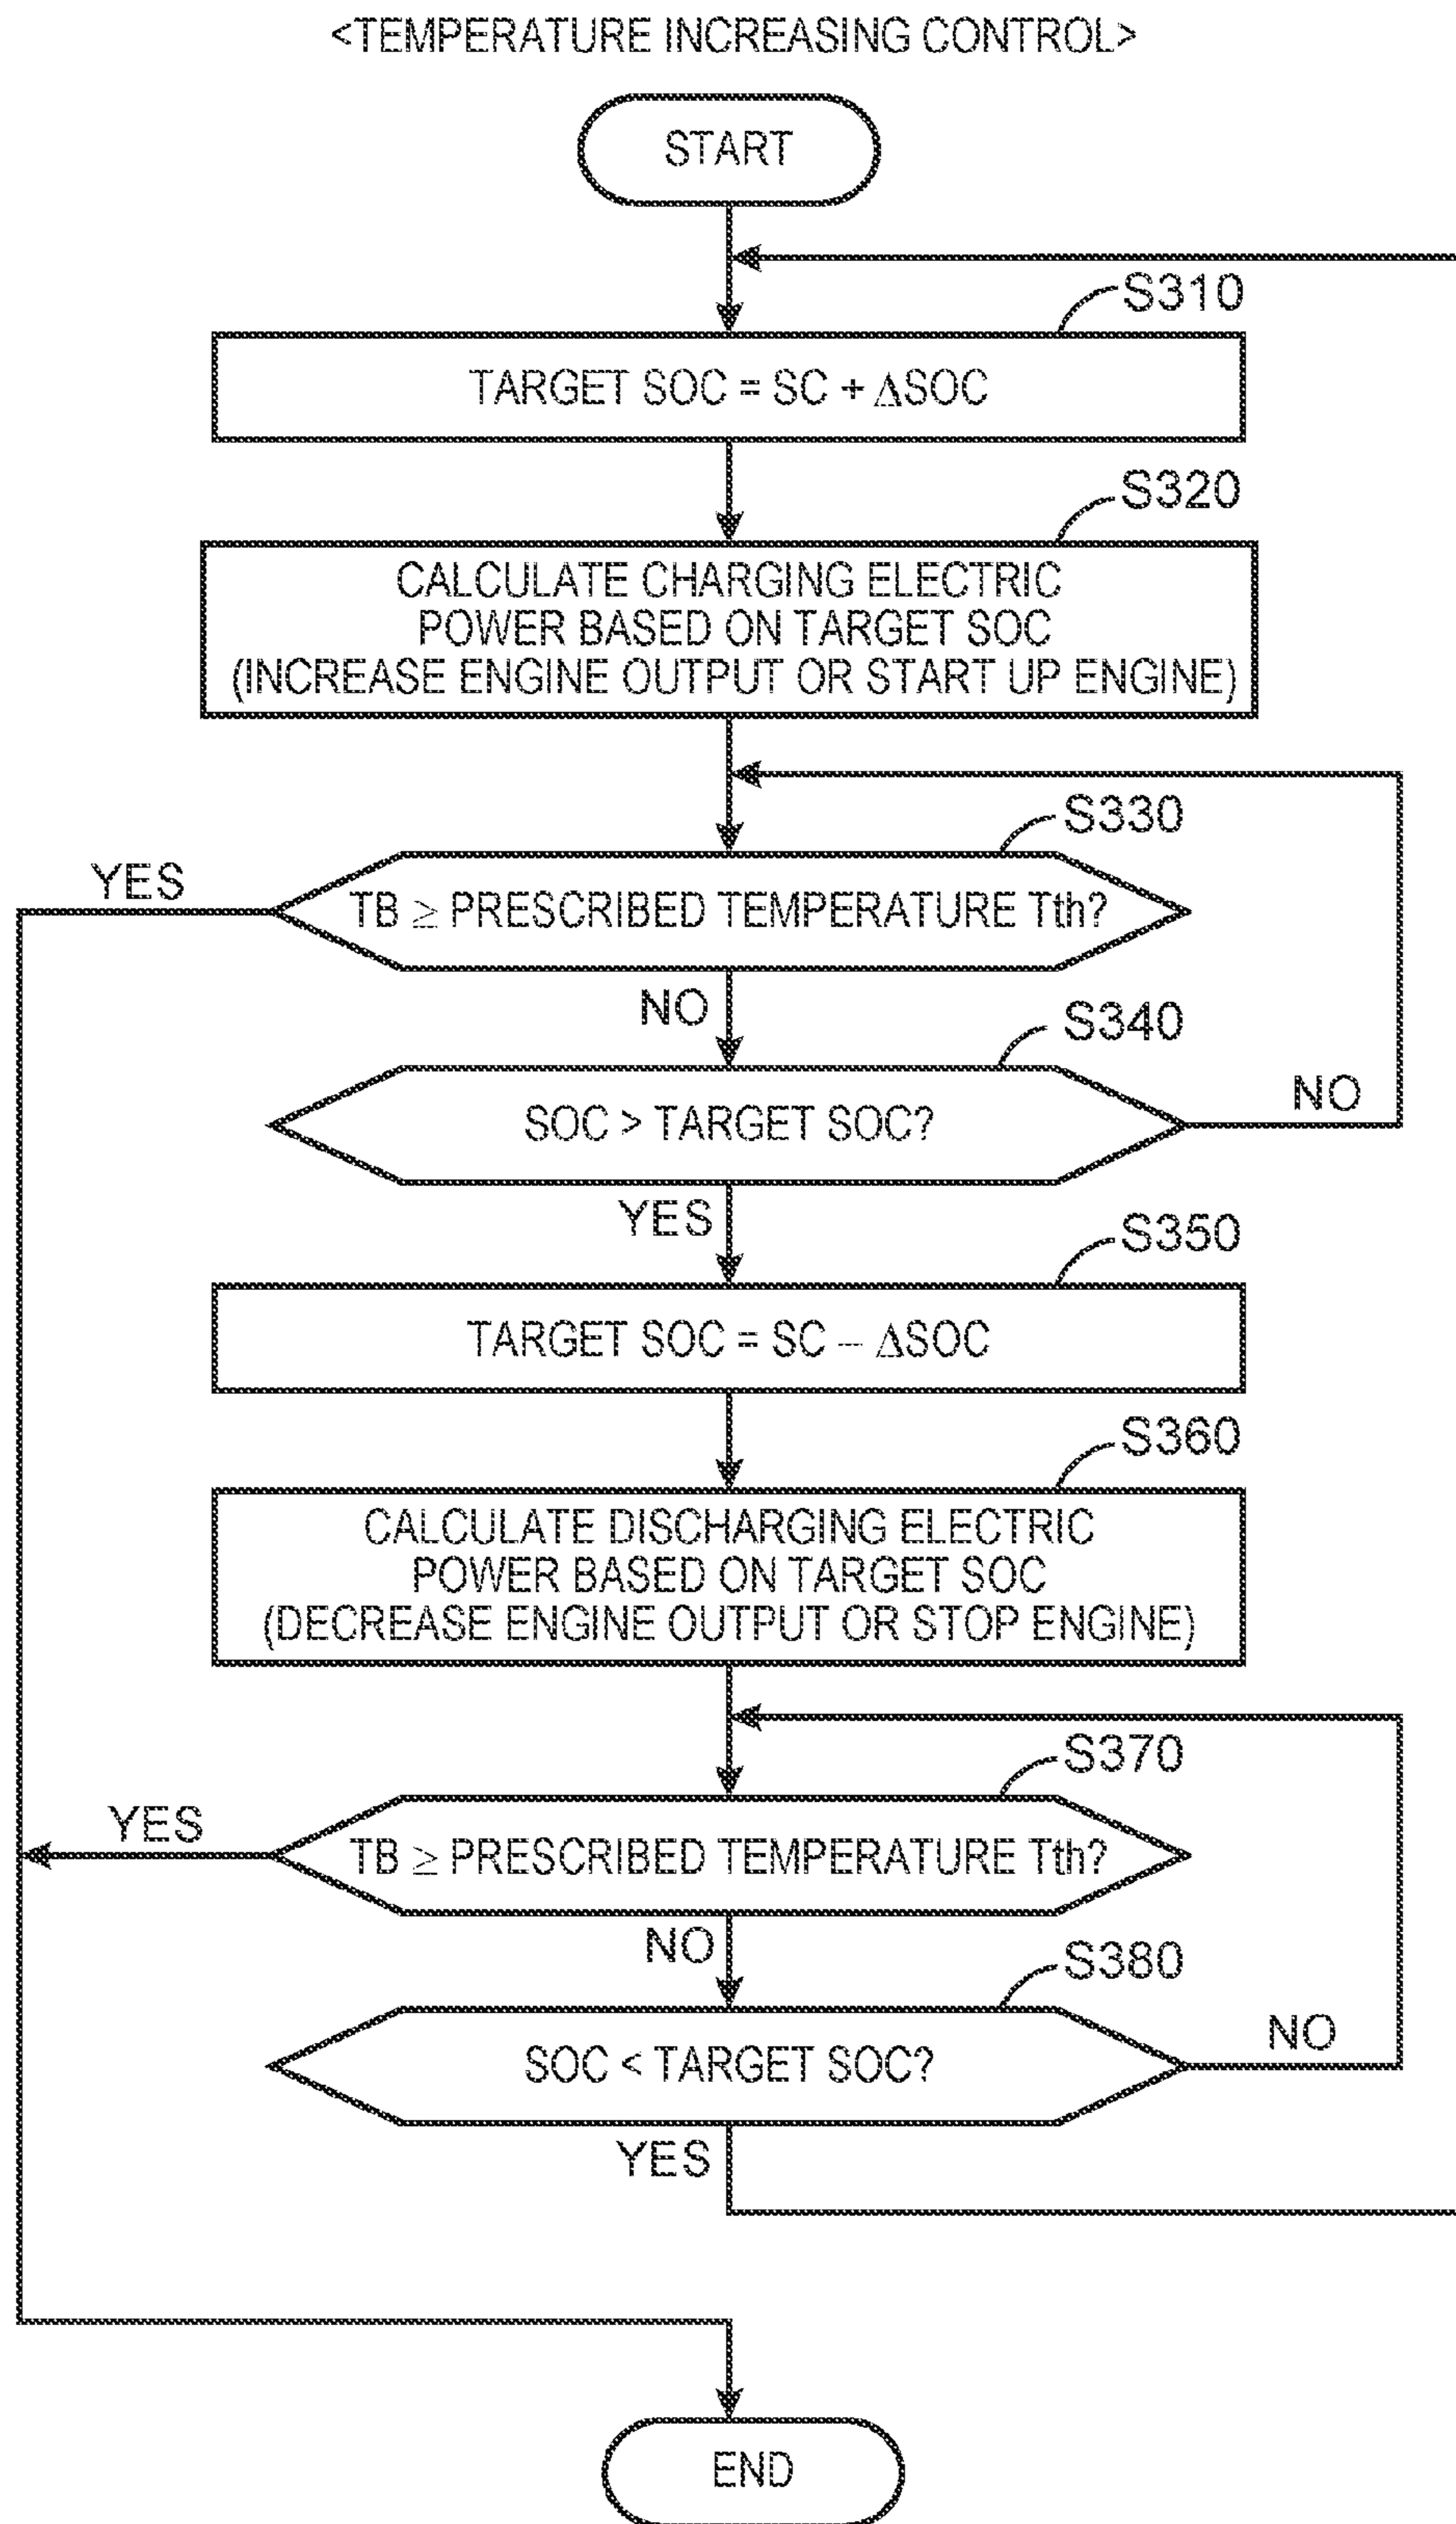 <TEMPERATURE INCREASING CONTROL>
START
S310
TARGET SOC = SC + ΔSOC
S320
CALCULATE CHARGING ELECTRIC
POWER BASED ON TARGET SOC
(INCREASE ENGINE OUTPUT OR START UP ENGINE)
S330
YES
TB ≥ PRESCRIBED TEMPERATURE Tth?
NO
S340
SOC > TARGET SOC?
NO
YES
S350
TARGET SOC = SC – ΔSOC
S360
CALCULATE DISCHARGING ELECTRIC
POWER BASED ON TARGET SOC
(DECREASE ENGINE OUTPUT OR STOP ENGINE)
S370
YES
TB ≥ PRESCRIBED TEMPERATURE Tth?
NO
S380
SOC < TARGET SOC?
NO
YES
END